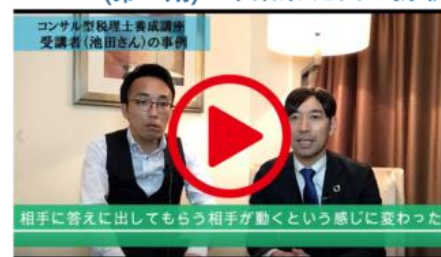 コンサル型税理士養成講座
受講者(池田さん)の事例
相手に答えに出してもらう相手が動くという感じに変わった